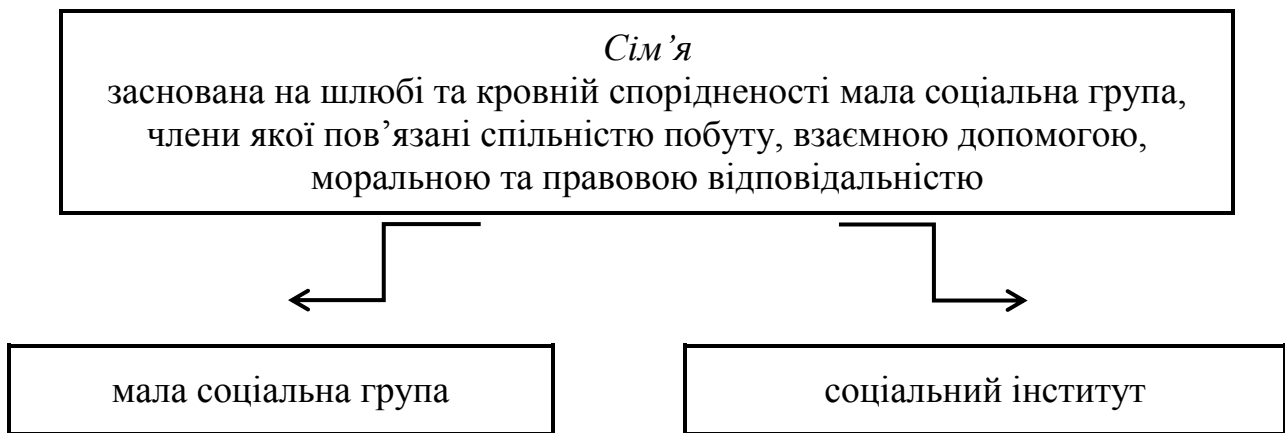 Сім’я
заснована на шлюбі та кровній спорідненості мала соціальна група,
члени якої пов’язані спільністю побуту, взаємною допомогою,
моральною та правовою відповідальністю
мала соціальна група
соціальний інститут